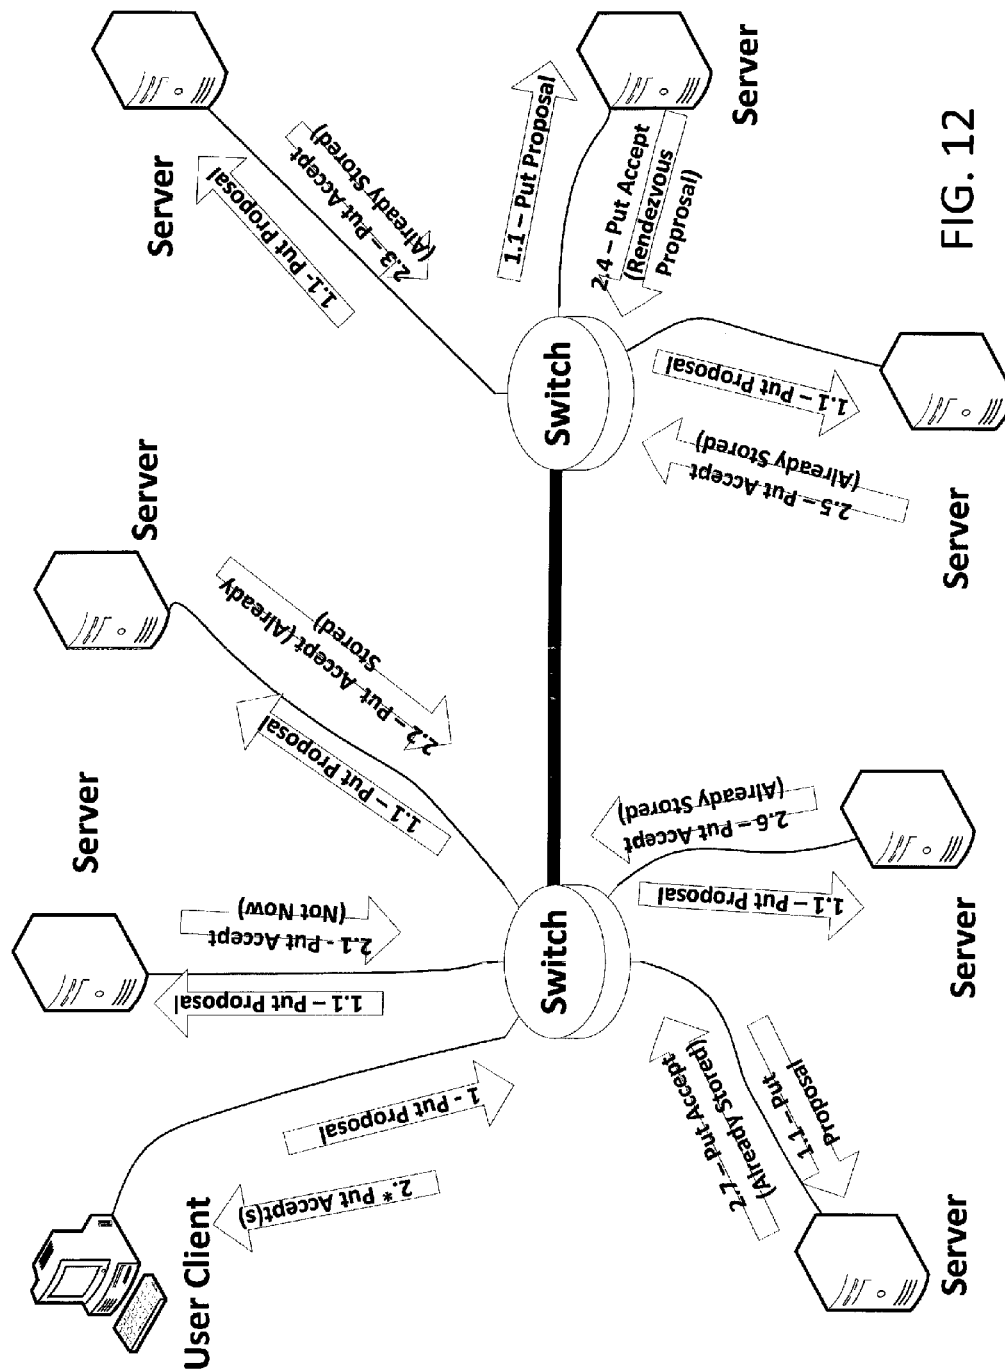 User Client
2.* Put Accept(s)
1 - Put Proposal
1.1 – Put Proposal
2.1 - Put Accept
(Not Now)
Server
1.1 – Put Proposal
2.2 – Put Accept (Already
Stored)
Server
1.1- Put Proposal
2.3 – Put Accept
(Already Stored)
Server
Switch
Switch
1.1 – Put Proposal
2.4 – Put Accept
(Rendezvous
Proprosal)
Server
2.7 – Put Accept
(Already Stored)
1.1 – Put
Proposal
Server
1.1 – Put Proposal
2.6 – Put Accept
(Already Stored)
Server
2.5 – Put Accept
(Already Stored)
1.1 – Put Proposal
Server
FIG. 12